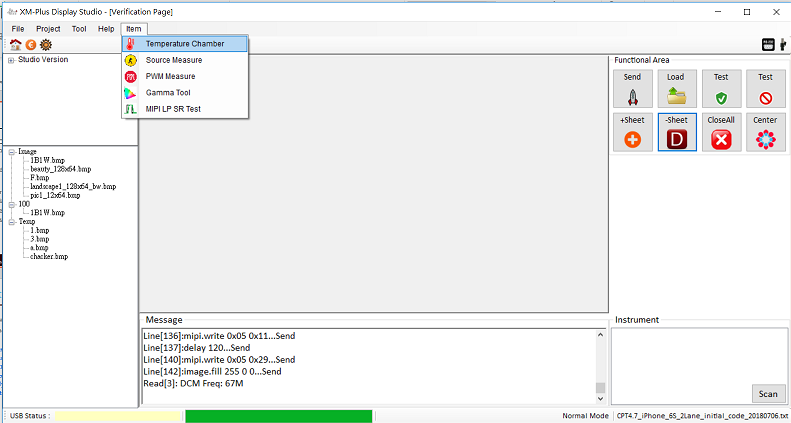 XM-Plus Display Studio - [Verification Page]
File Project Tool Help Item
Temperature Chamber
Source Measure
PWM Measure
Gamma Tool
MIPI LP SR Test
Studio Version
Image
1B1W.bmp
beauty_128x64.bmp
F.bmp
landscape1_128x64_bw.bmp
pic1_12x64.bmp
100
1B1W.bmp
Temp
1.bmp
3.bmp
a.bmp
chacker.bmp
Functional Area
Send Load Test Test
+Sheet -Sheet CloseAll Center
D
Message
Line[136]:mipi.write 0x05 0x11...Send
Line[137]:delay 120...Send
Line[140]:mipi.write 0x05 0x29...Send
Line[142]:image.fill 255 0 0...Send
Read[3]: DCM Freq: 67M
Instrument
Scan
USB Status :
Normal Mode
CPT4.7_iPhone_6S_2Lane_initial_code_20180706.txt